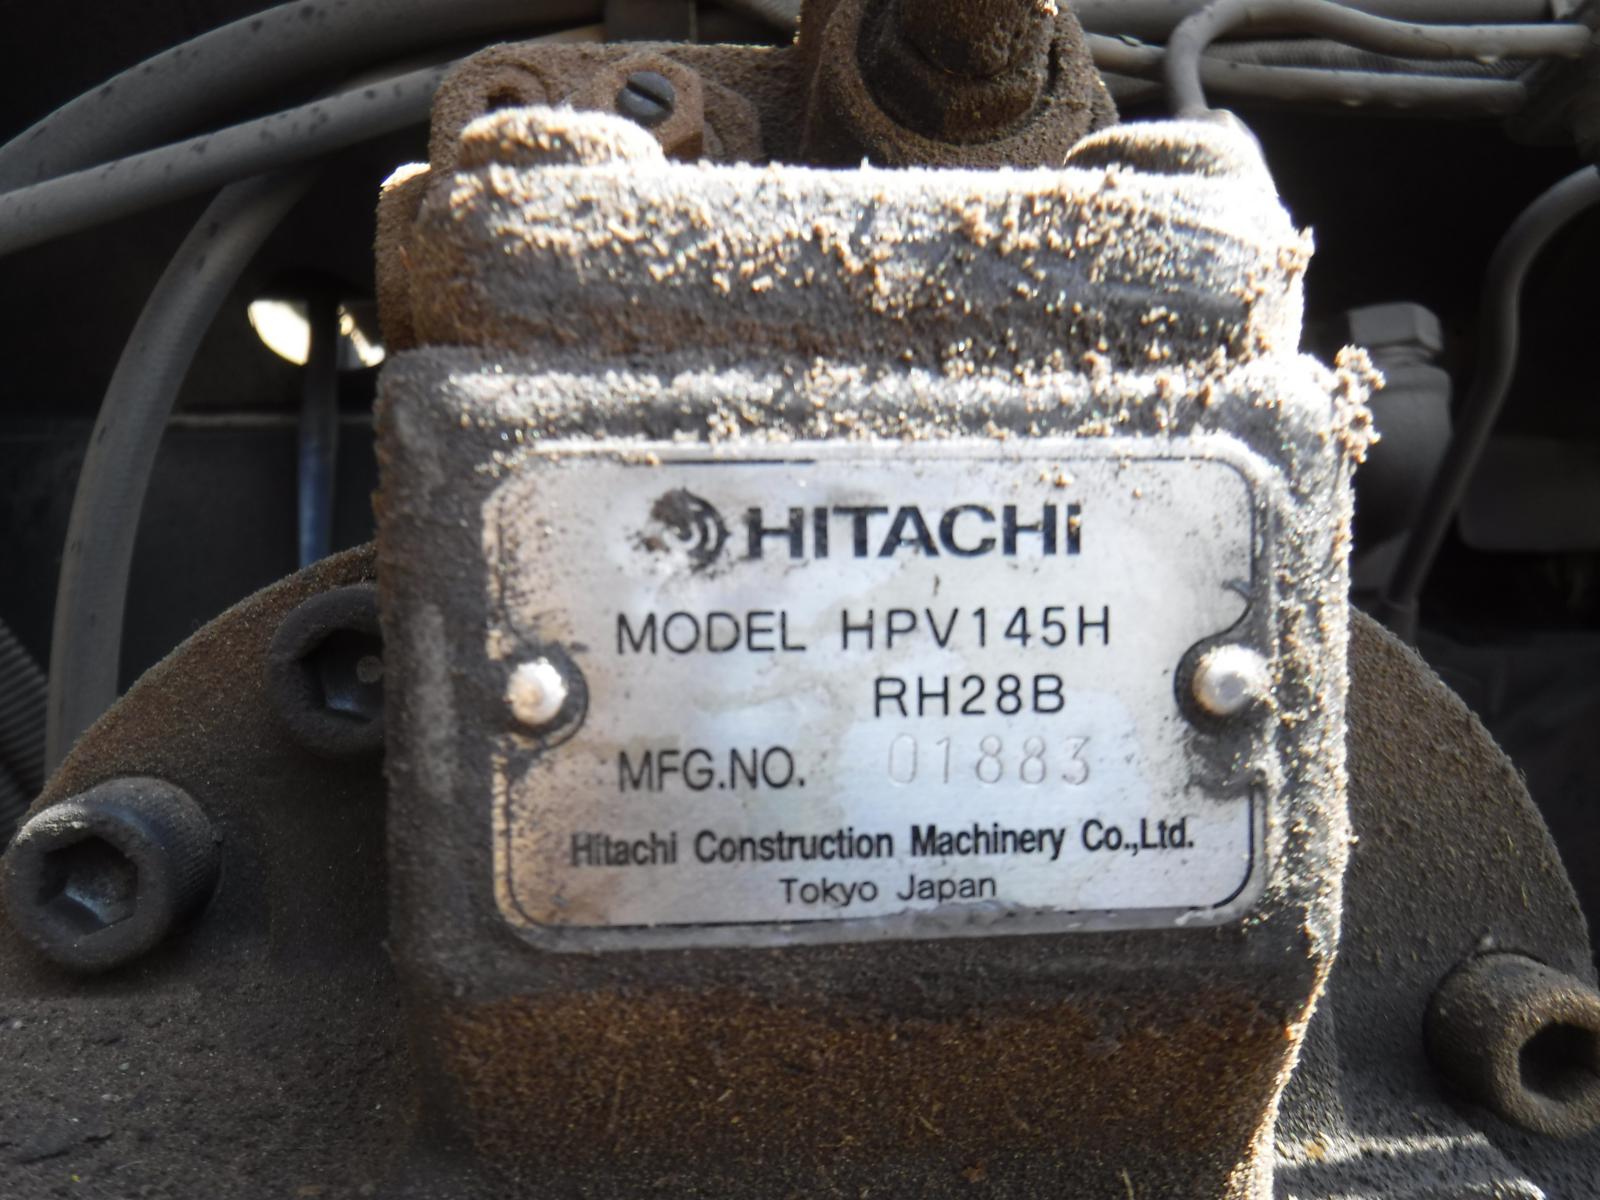 HITACHI
MODEL HPV145H
RH28B
MFG.NO. 01883
Hitachi Construction Machinery Co.,Ltd.
Tokyo Japan